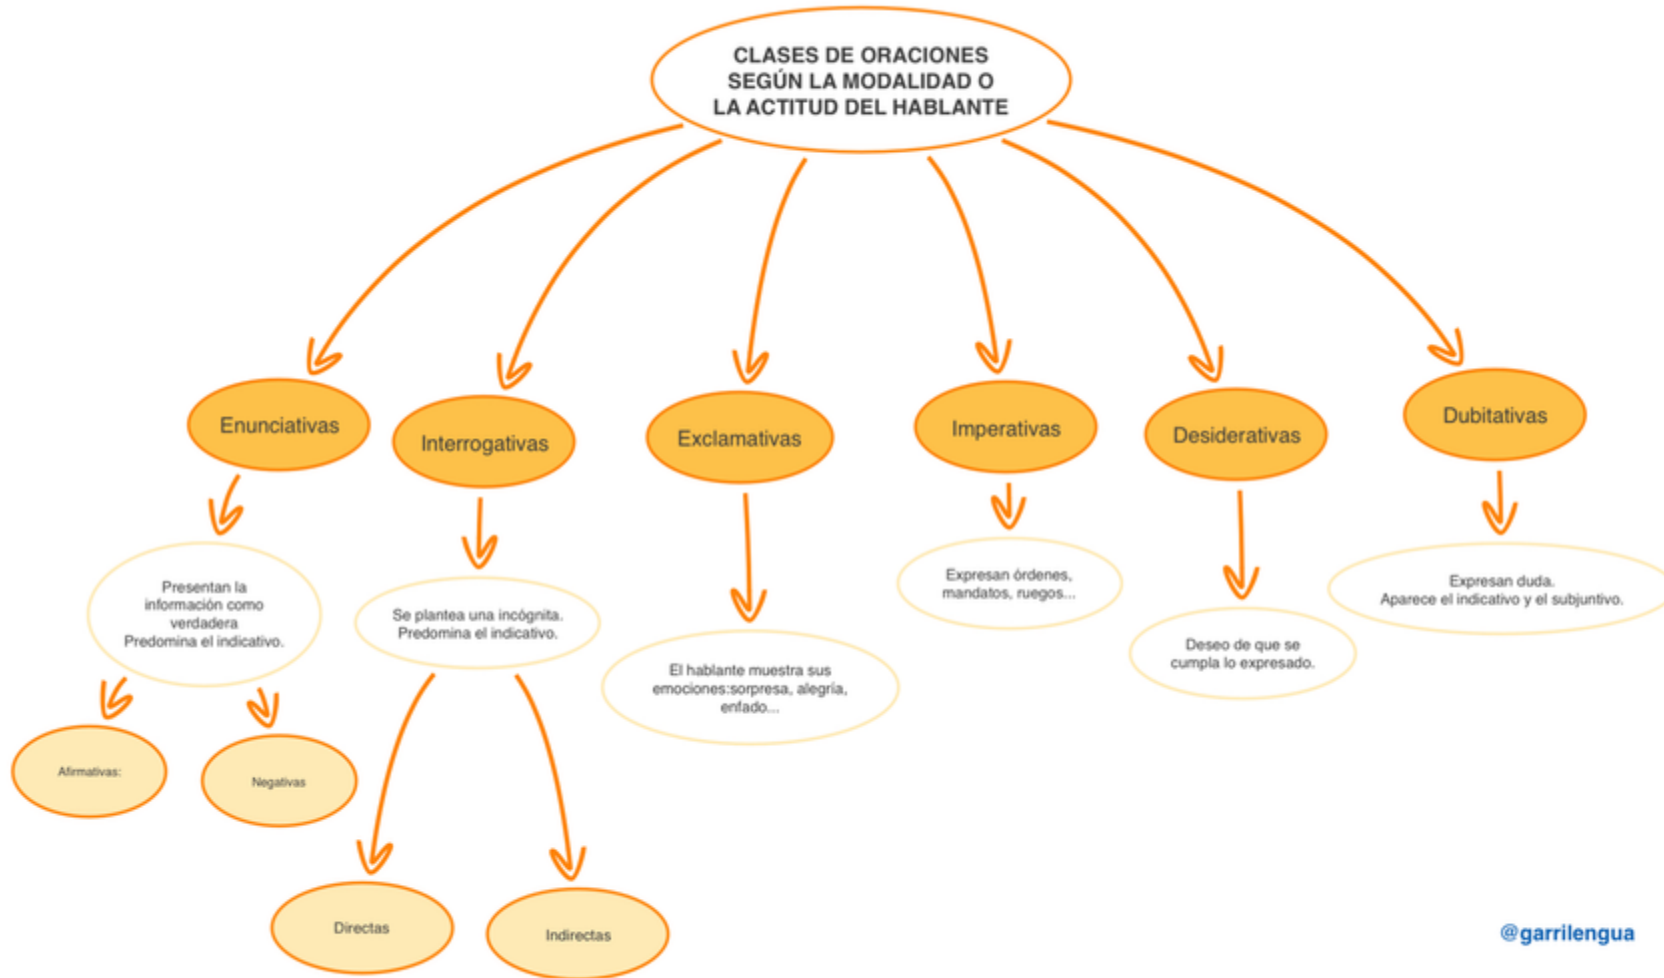 CLASES DE ORACIONES
SEGÚN LA MODALIDAD O
LA ACTITUD DEL HABLANTE
Enunciativas
Interrogativas
Exclamativas
Imperativas
Desiderativas
Dubitativas
Presentan la
información como
verdadera
Predomina el indicativo.
Se plantea una incógnita.
Predomina el indicativo.
El hablante muestra sus
emociones:sorpresa, alegría,
enfado...
Expresan órdenes,
mandatos, ruegos...
Deseo de que se
cumpla lo expresado.
Expresan duda.
Aparece el indicativo y el subjuntivo.
Afirmativas:
Negativas
Directas
Indirectas
@garrilengua